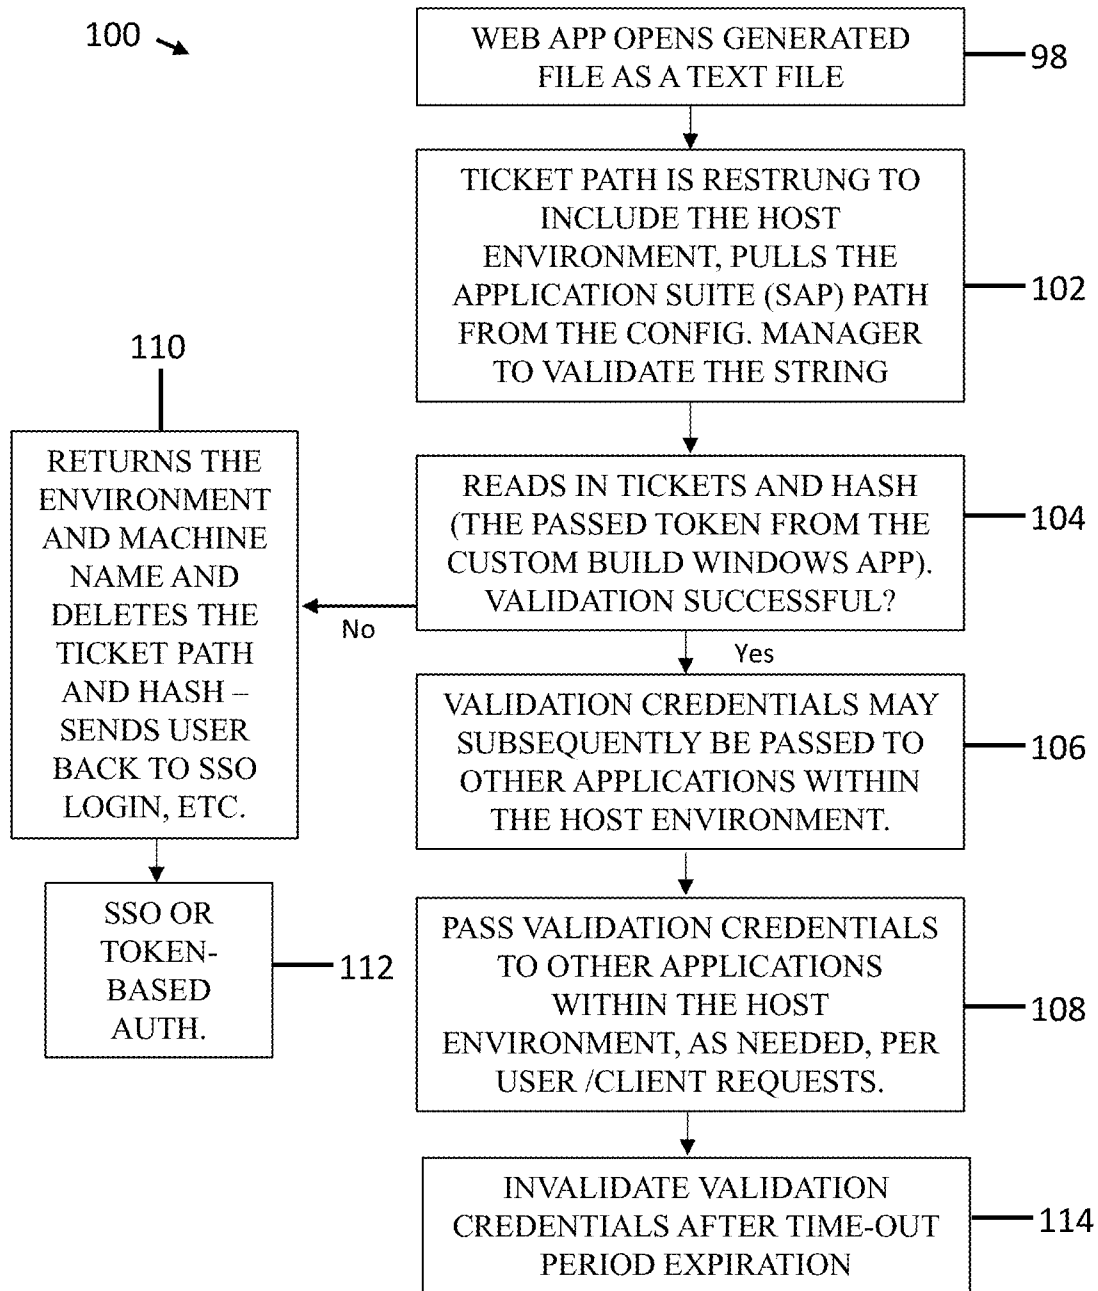 100
WEB APP OPENS GENERATED
FILE AS A TEXT FILE
98
TICKET PATH IS RESTRUNG TO
INCLUDE THE HOST
ENVIRONMENT, PULLS THE
APPLICATION SUITE (SAP) PATH
FROM THE CONFIG. MANAGER
TO VALIDATE THE STRING
102
READS IN TICKETS AND HASH
(THE PASSED TOKEN FROM THE
CUSTOM BUILD WINDOWS APP).
VALIDATION SUCCESSFUL?
104
No
Yes
110
RETURNS THE
ENVIRONMENT
AND MACHINE
NAME AND
DELETES THE
TICKET PATH
AND HASH –
SENDS USER
BACK TO SSO
LOGIN, ETC.
SSO OR
TOKEN-
BASED
AUTH.
112
VALIDATION CREDENTIALS MAY
SUBSEQUENTLY BE PASSED TO
OTHER APPLICATIONS WITHIN
THE HOST ENVIRONMENT.
106
PASS VALIDATION CREDENTIALS
TO OTHER APPLICATIONS
WITHIN THE HOST
ENVIRONMENT, AS NEEDED, PER
USER /CLIENT REQUESTS.
108
INVALIDATE VALIDATION
CREDENTIALS AFTER TIME-OUT
PERIOD EXPIRATION
114